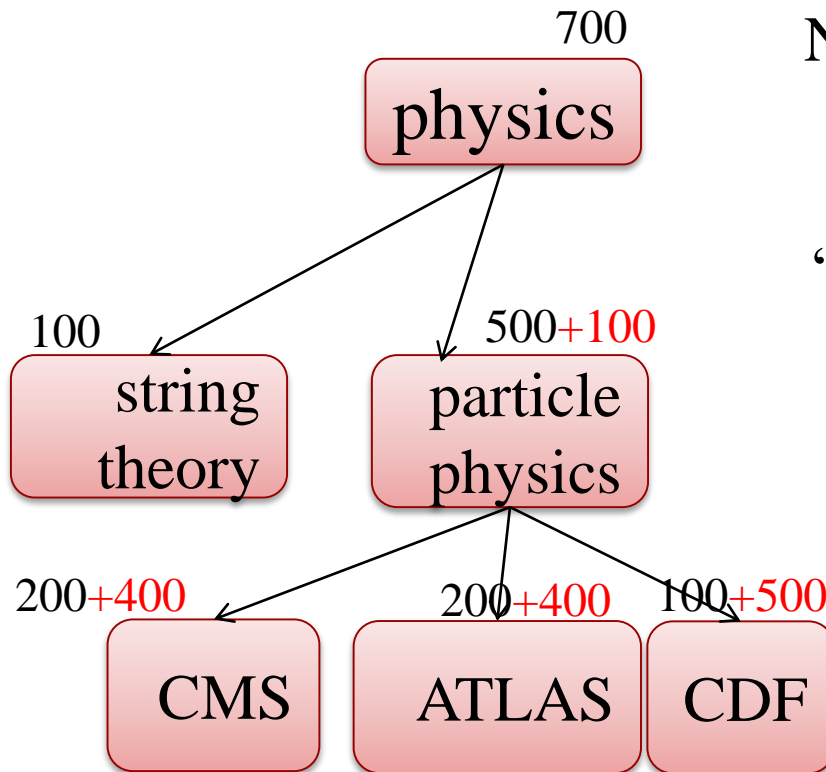 700
N
physics
“
100
500+100
string
theory
particle
physics
200+400
200+400
100+500
CMS
ATLAS
CDF